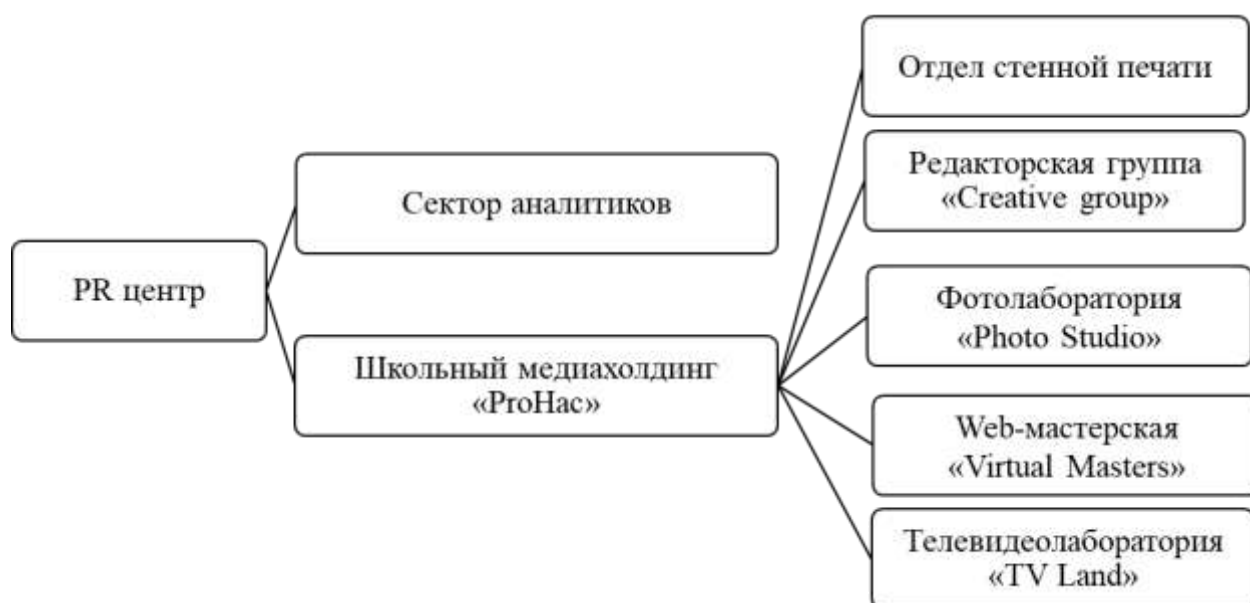 PR центр
Сектор аналитиков
Школьный медиахолдинг
«ProНас»
Отдел стенной печати
Редакторская группа
«Creative group»
Фотолаборатория
«Photo Studio»
Web-мастерская
«Virtual Masters»
Телевидеолаборатория
«TV Land»